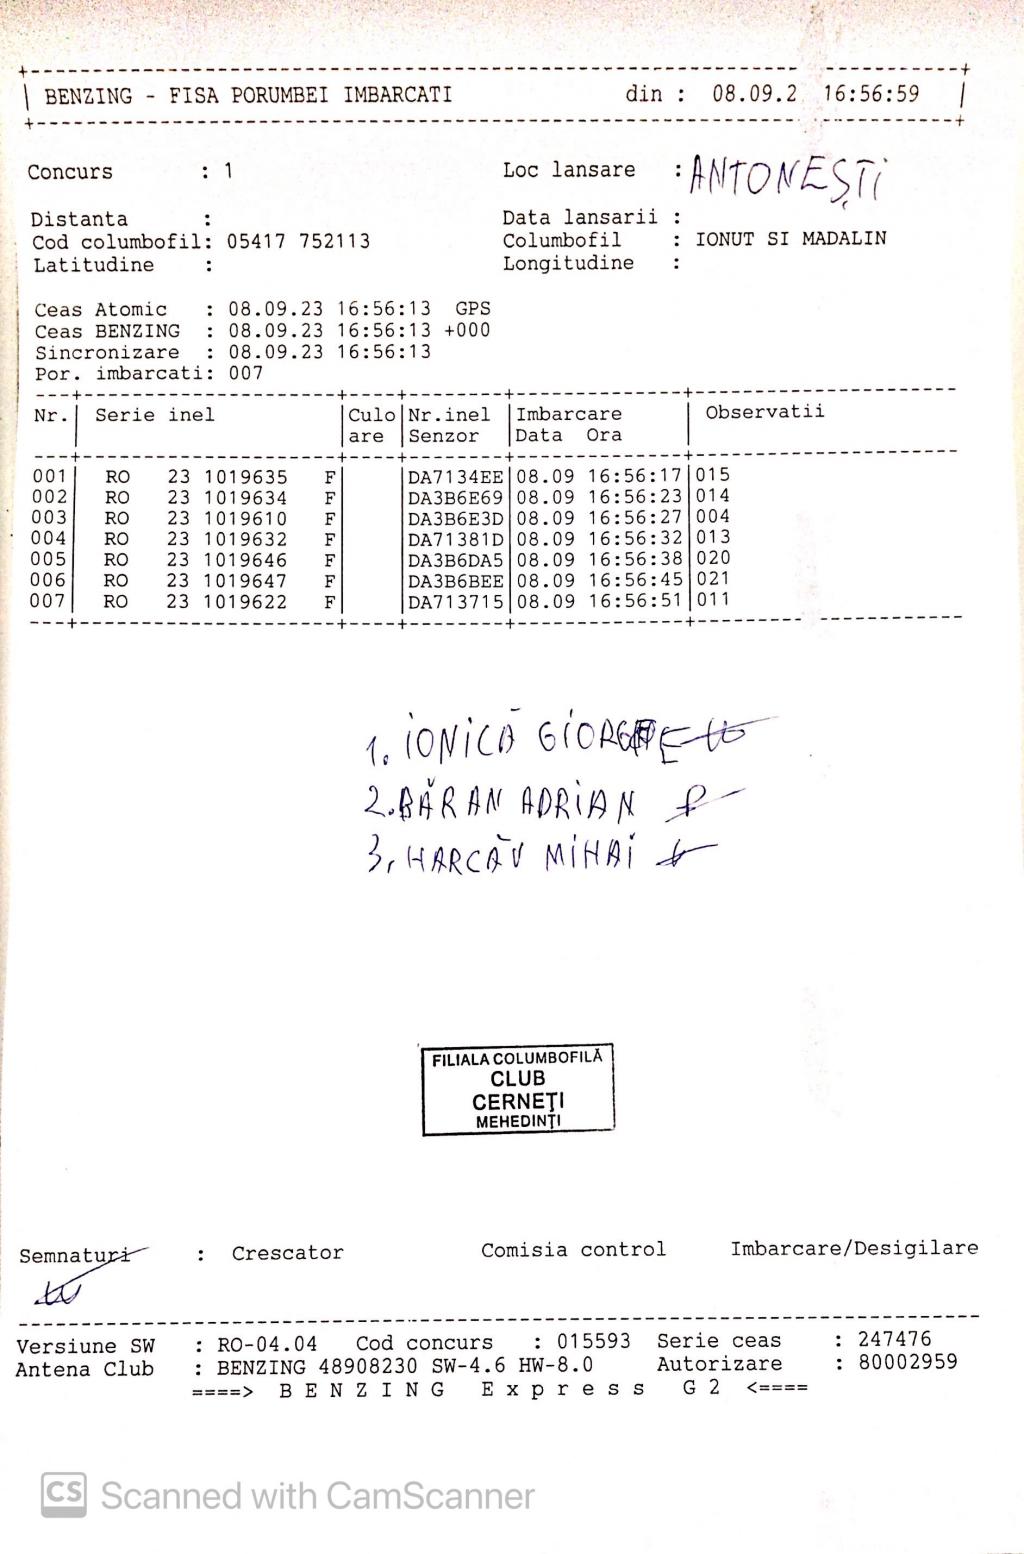 BENZING - FISA PORUMBEI IMBARCATI din : 08.09.2 16:56:59
Concurs : 1 Loc lansare : ANTONEȘTI
Distanta : Data lansarii :
Cod columbofil: 05417 752113 Columbofil : IONUT SI MADALIN
Latitudine : Longitudine :
Ceas Atomic : 08.09.23 16:56:13 GPS
Ceas BENZING : 08.09.23 16:56:13 +000
Sincronizare : 08.09.23 16:56:13
Por. imbarcati: 007
Nr. Serie inel Culo Nr.inel Imbarcare Observatii
are Senzor Data Ora
001 RO 23 1019635 F DA7134EE 08.09 16:56:17 015
002 RO 23 1019634 F DA3B6E69 08.09 16:56:23 014
003 RO 23 1019610 F DA3B6E3D 08.09 16:56:27 004
004 RO 23 1019632 F DA71381D 08.09 16:56:32 013
005 RO 23 1019646 F DA3B6DA5 08.09 16:56:38 020
006 RO 23 1019647 F DA3B6BEE 08.09 16:56:45 021
007 RO 23 1019622 F DA713715 08.09 16:56:51 011
1. IONICĂ
2. BĂRAN ADRIAN
3, HARCĂU MIHAI
FILIALA COLUMBOFILĂ
CLUB
CERNEȚI
MEHEDINȚI
Semnaturi : Crescator Comisia control Imbarcare/Desigilare
Versiune SW : RO-04.04 Cod concurs : 015593 Serie ceas : 247476
Antena Club : BENZING 48908230 SW-4.6 HW-8.0 Autorizare : 80002959
====> B E N Z I N G E x p r e s s G 2 <====
CS Scanned with CamScanner